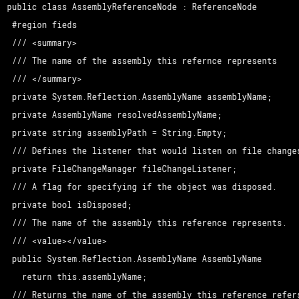 public class AssemblyReferenceNode : ReferenceNode
#region fieds
/// <summary>
/// The name of the assembly this refernce represents
/// </summary>
private System.Reflection.AssemblyName assemblyName;
private AssemblyName resolvedAssemblyName;
private string assemblyPath = String.Empty;
/// Defines the listener that would listen on file changes
private FileChangeManager fileChangeListener;
/// A flag for specifying if the object was disposed.
private bool isDisposed;
/// The name of the assembly this reference represents.
/// <value></value>
public System.Reflection.AssemblyName AssemblyName
return this.assemblyName;
/// Returns the name of the assembly this reference refers